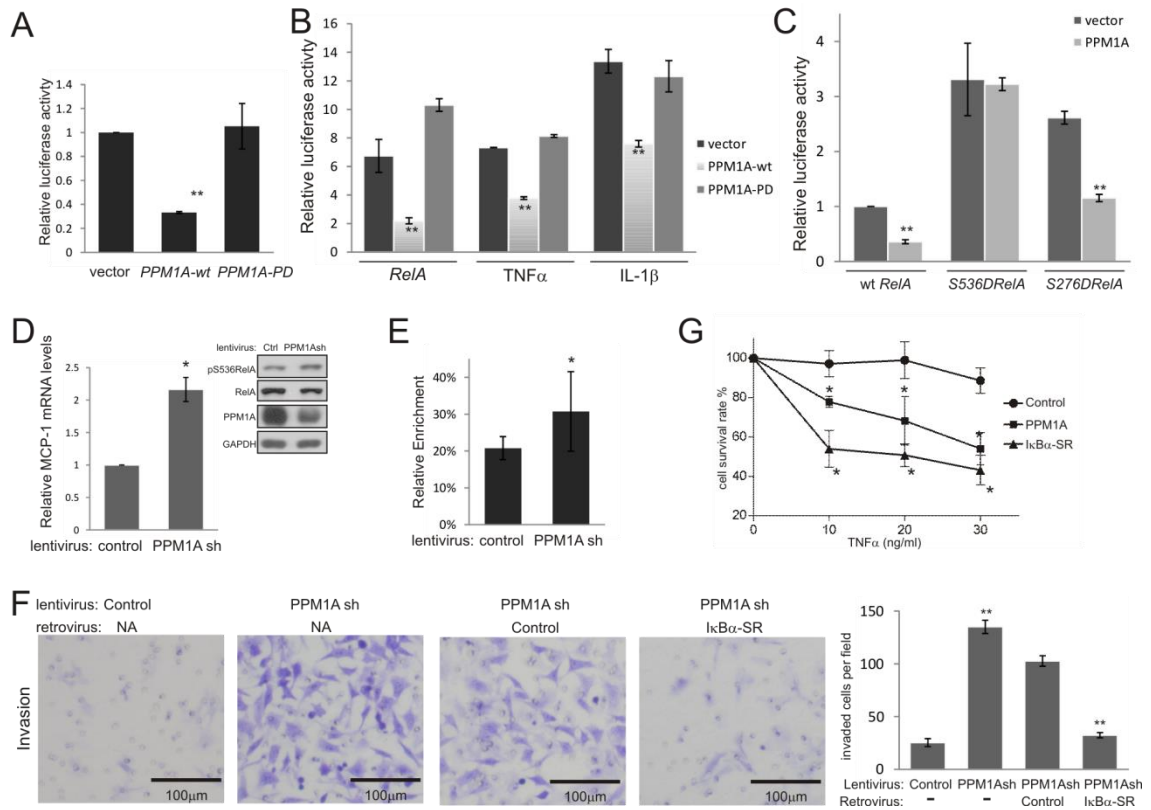 A
Relative luciferase activty
1.4
1.2
1
0.8
0.6
0.4
0.2
0
**
vector PPM1A-wt PPM1A-PD
B
Relative luciferase activty
16
14
12
10
8
6
4
2
0
**
**
**
RelA TNFα IL-1β
vector
PPM1A-wt
PPM1A-PD
C
Relative luciferase activty
4
3
2
1
0
**
**
wt RelA S536DRelA S276DRelA
vector
PPM1A
D
Relative MCP-1 mRNA levels
2.5
2
1.5
1
0.5
0
*
lentivirus: control PPM1A sh
lentivirus: Ctrl PPM1Ash
pS536RelA
RelA
PPM1A
GAPDH
E
Relative Enrichment
50%
40%
30%
20%
10%
0%
*
lentivirus: control PPM1A sh
G
cell survival rate %
100
80
60
40
20
* * *
* * *
0 10 20 30
TNFα (ng/ml)
Control
PPM1A
IκBα-SR
F
lentivirus: Control PPM1A sh PPM1A sh PPM1A sh
retrovirus: NA NA Control IκBα-SR
Invasion
100μm 100μm 100μm 100μm
invaded cells per field
150
100
50
0
**
**
Lentivirus: Control PPM1Ash PPM1Ash PPM1Ash
Retrovirus: - - Control IκBα-SR